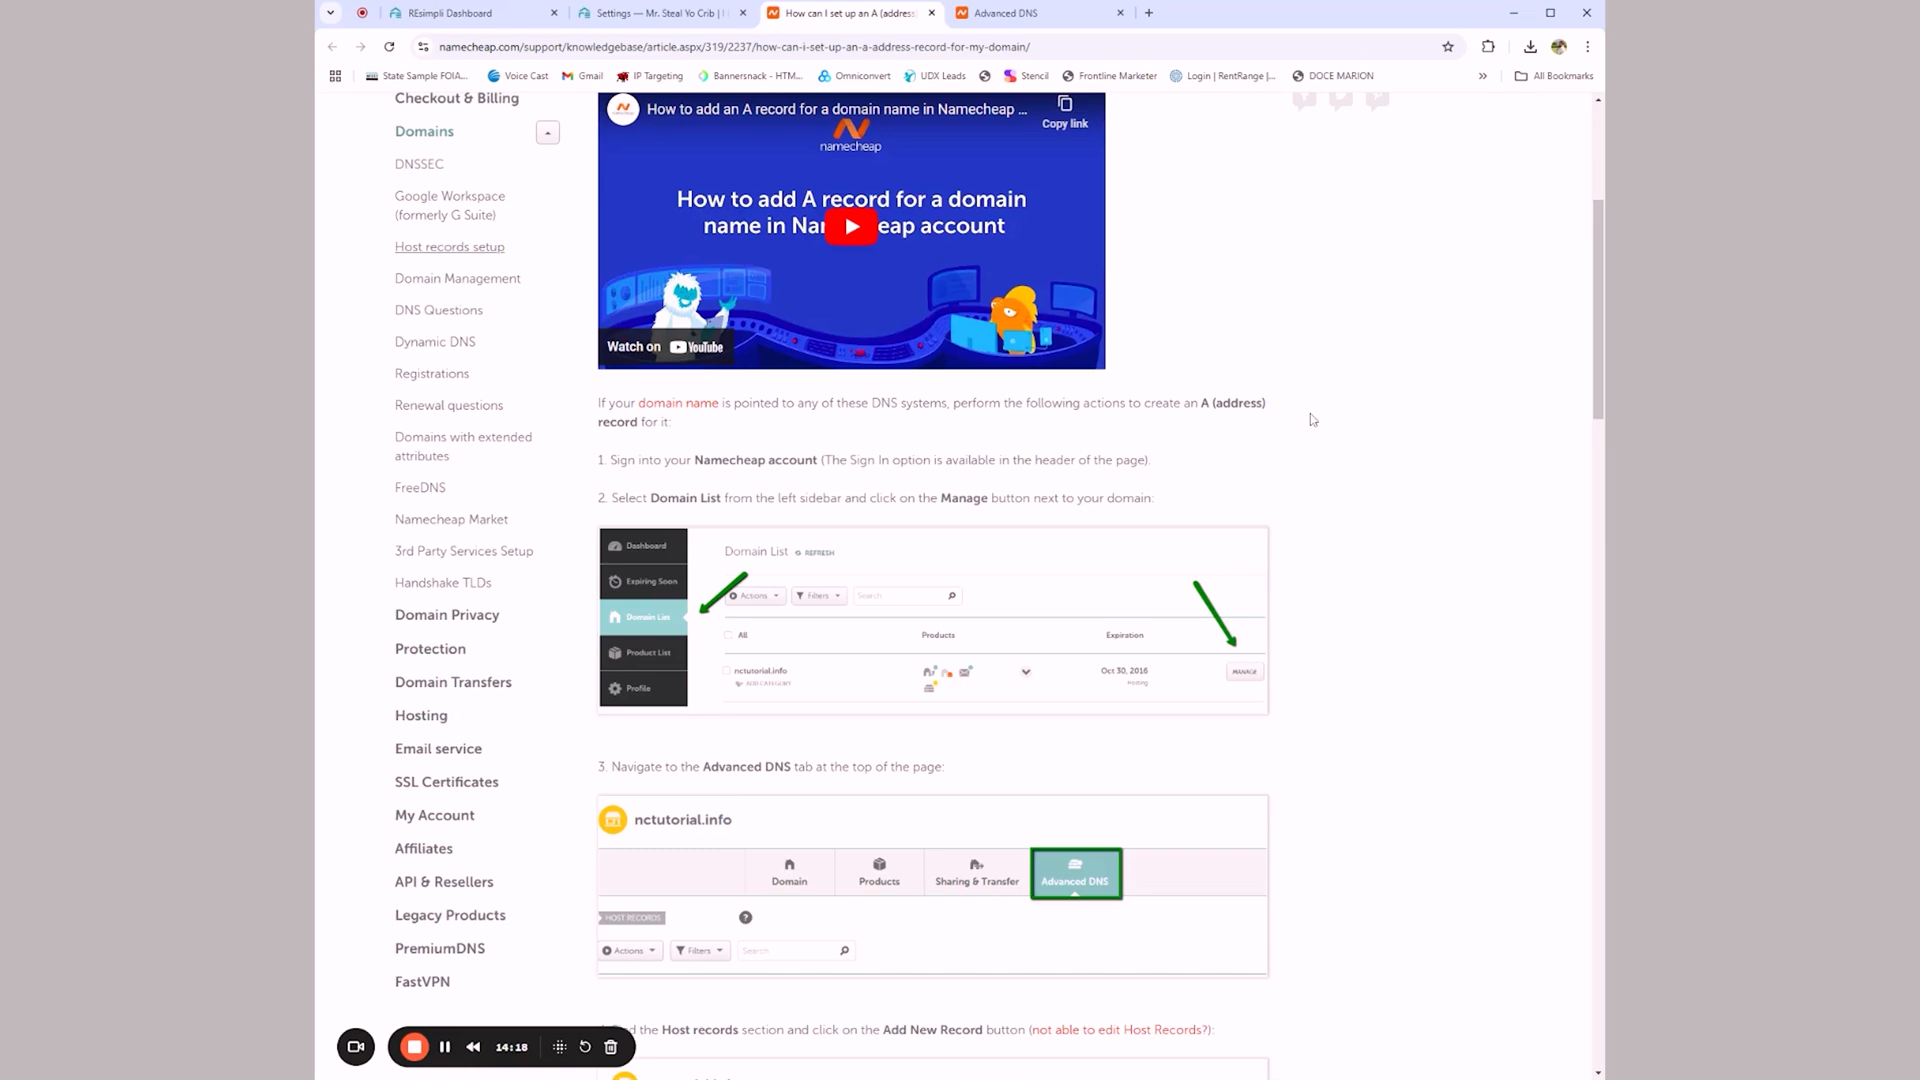 REsimpli Dashboard
Settings — Mr. Steal Yo Crib |
How can I set up an A (address)
Advanced DNS
namecheap.com/support/knowledgebase/article.aspx/319/2237/how-can-i-set-up-an-a-address-record-for-my-domain/
State Sample FOIA...
Voice Cast
Gmail
IP Targeting
Bannersnack - HTM...
Omniconvert
UDX Leads
Stencil
Frontline Marketer
Login | RentRange |...
DOCE MARION
All Bookmarks
Checkout & Billing
Domains
DNSSEC
Google Workspace
(formerly G Suite)
Host records setup
Domain Management
DNS Questions
Dynamic DNS
Registrations
Renewal questions
Domains with extended
attributes
FreeDNS
Namecheap Market
3rd Party Services Setup
Handshake TLDs
Domain Privacy
Protection
Domain Transfers
Hosting
Email service
SSL Certificates
My Account
Affiliates
API & Resellers
Legacy Products
PremiumDNS
FastVPN
How to add an A record for a domain name in Namecheap ...
Copy link
namecheap
How to add A record for a domain
name in Na eap account
Watch on YouTube
If your domain name is pointed to any of these DNS systems, perform the following actions to create an A (address)
record for it:
1. Sign into your Namecheap account (The Sign In option is available in the header of the page).
2. Select Domain List from the left sidebar and click on the Manage button next to your domain:
Dashboard
Expiring Soon
Domain List
Product List
Profile
Domain List REFRESH
Actions
Filters
Search
All
Products
Expiration
nctutorial.info
ADD CATEGORY
Oct 30, 2016
Hosting
MANAGE
3. Navigate to the Advanced DNS tab at the top of the page:
nctutorial.info
Domain
Products
Sharing & Transfer
Advanced DNS
HOST RECORDS
?
Actions
Filters
Search
the Host records section and click on the Add New Record button (not able to edit Host Records?):
14:18